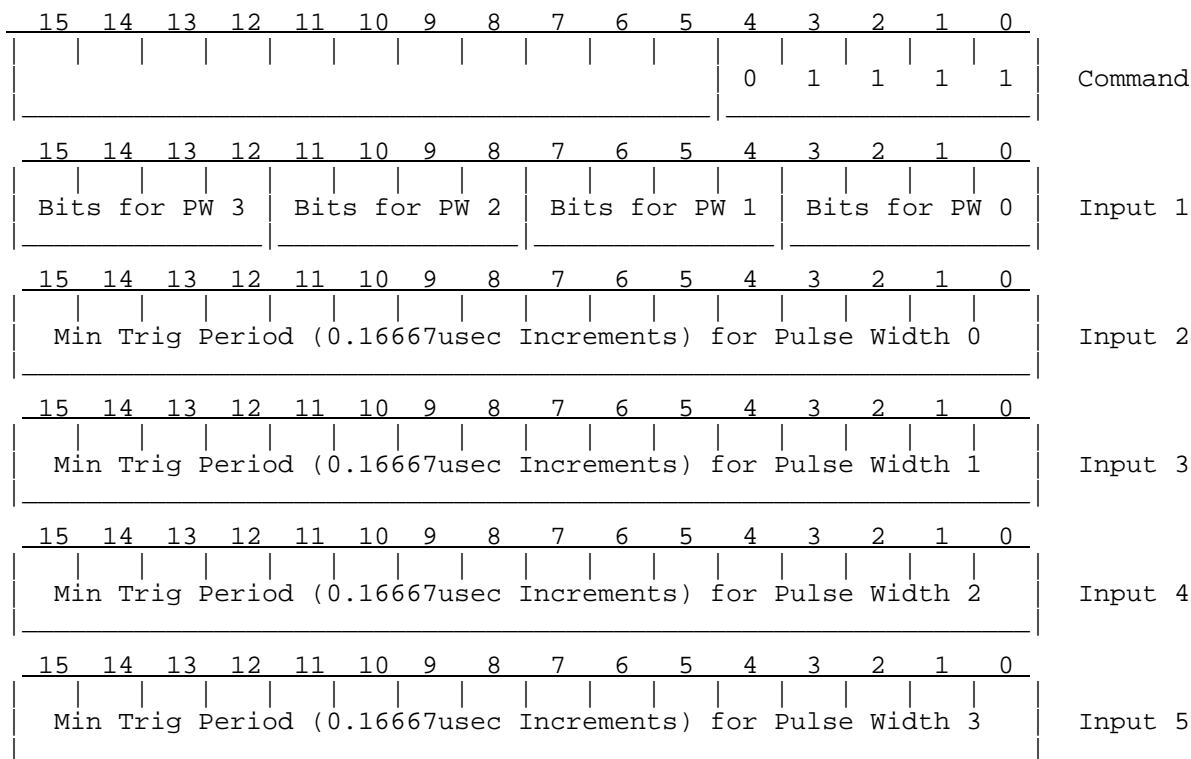 15 14 13 12 11 10 9 8 7 6 5 4 3 2 1 0
0 1 1 1 1 Command
15 14 13 12 11 10 9 8 7 6 5 4 3 2 1 0
Bits for PW 3 Bits for PW 2 Bits for PW 1 Bits for PW 0 Input 1
15 14 13 12 11 10 9 8 7 6 5 4 3 2 1 0
Min Trig Period (0.16667usec Increments) for Pulse Width 0 Input 2
15 14 13 12 11 10 9 8 7 6 5 4 3 2 1 0
Min Trig Period (0.16667usec Increments) for Pulse Width 1 Input 3
15 14 13 12 11 10 9 8 7 6 5 4 3 2 1 0
Min Trig Period (0.16667usec Increments) for Pulse Width 2 Input 4
15 14 13 12 11 10 9 8 7 6 5 4 3 2 1 0
Min Trig Period (0.16667usec Increments) for Pulse Width 3 Input 5